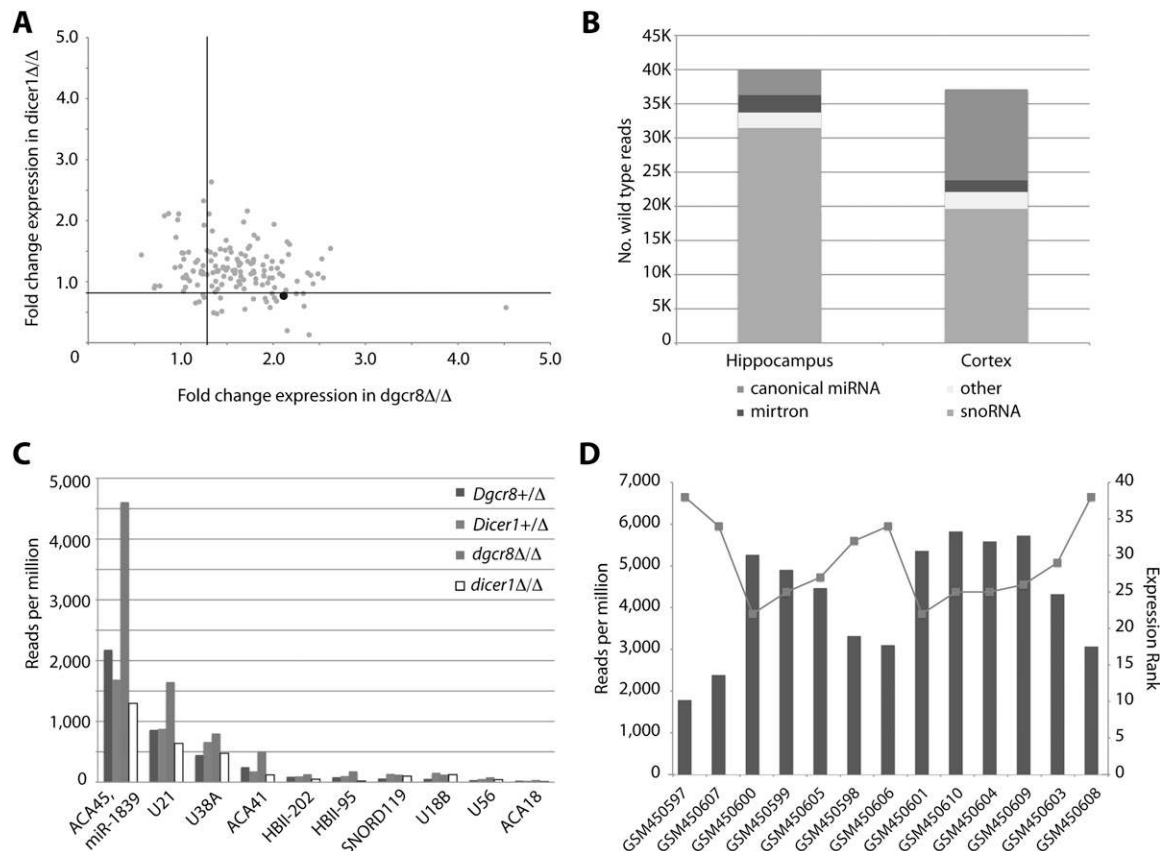 A
5.0
4.0
3.0
2.0
1.0
0
1.0
2.0
3.0
4.0
5.0
Fold change expression in dicer1Δ/Δ
Fold change expression in dgcr8Δ/Δ
B
45K
40K
35K
30K
25K
20K
15K
10K
5K
0
No. wild type reads
Hippocampus
Cortex
canonical miRNA
other
mirtron
snoRNA
C
5,000
4,000
3,000
2,000
1,000
0
Reads per million
Dgcr8+/Δ
Dicer1+/Δ
dgcr8Δ/Δ
dicer1Δ/Δ
ACA45,
miR-1839
U21
U38A
ACA41
HBII-202
HBII-95
SNORD119
U18B
U56
ACA18
D
7,000
6,000
5,000
4,000
3,000
2,000
1,000
0
Reads per million
40
35
30
25
20
15
10
5
0
Expression Rank
GSM450597
GSM450607
GSM450600
GSM450599
GSM450605
GSM450598
GSM450606
GSM450601
GSM450610
GSM450604
GSM450609
GSM450603
GSM450608